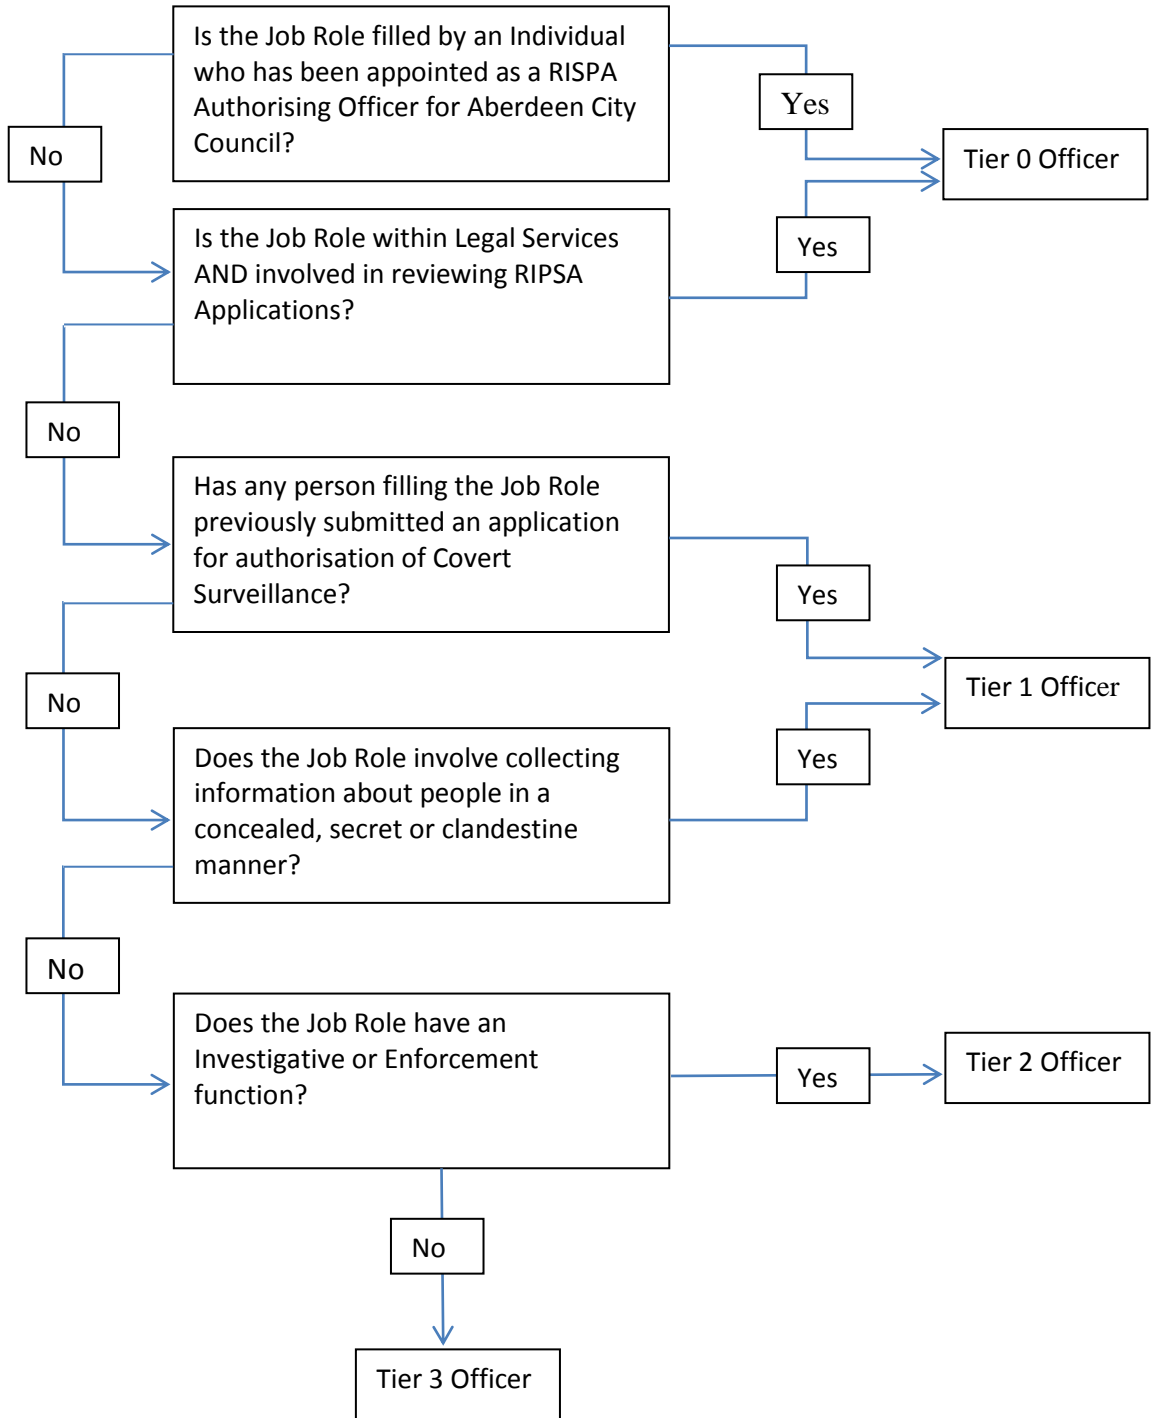 Is the Job Role filled by an Individual
who has been appointed as a RISPA
Authorising Officer for Aberdeen City
Council?
Yes
No
Tier 0 Officer
Is the Job Role within Legal Services
AND involved in reviewing RIPSA
Applications?
Yes
No
Has any person filling the Job Role
previously submitted an application
for authorisation of Covert
Surveillance?
Yes
No
Tier 1 Officer
Does the Job Role involve collecting
information about people in a
concealed, secret or clandestine
manner?
Yes
No
Does the Job Role have an
Investigative or Enforcement
function?
Yes
Tier 2 Officer
No
Tier 3 Officer